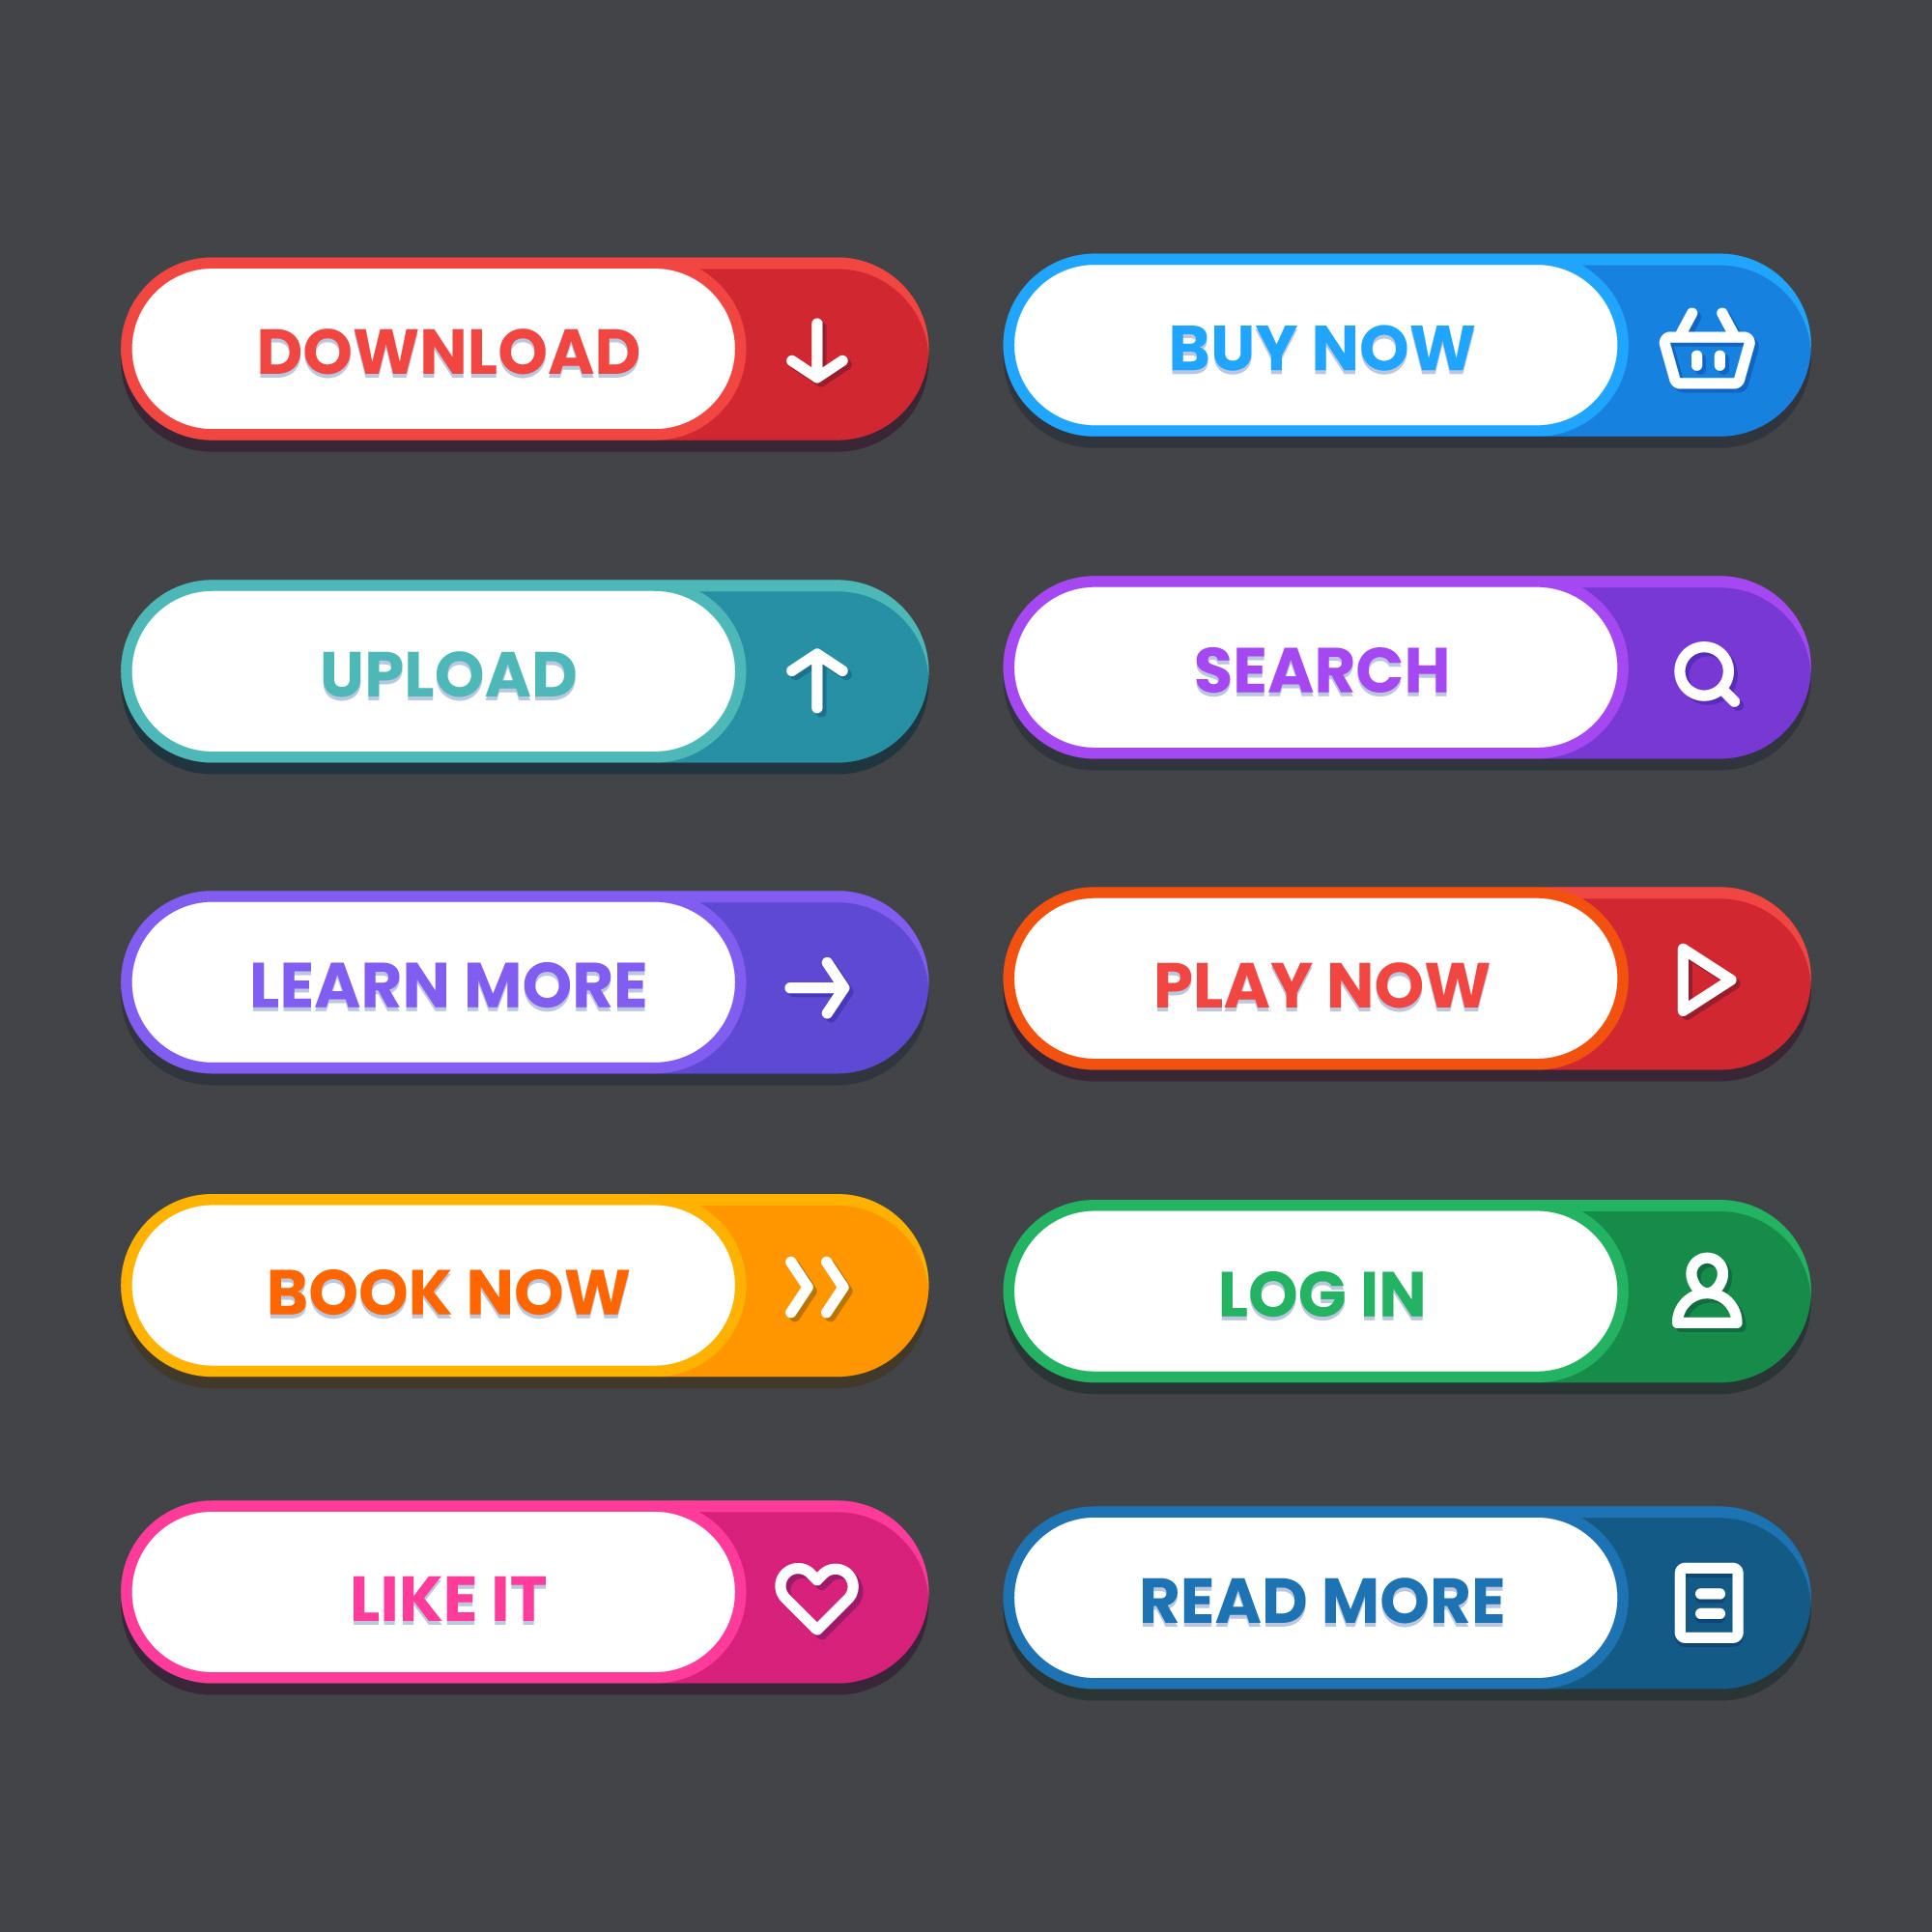 DOWNLOAD
BUY NOW
UPLOAD
SEARCH
LEARN MORE
PLAY NOW
BOOK NOW
LOG IN
LIKE IT
READ MORE